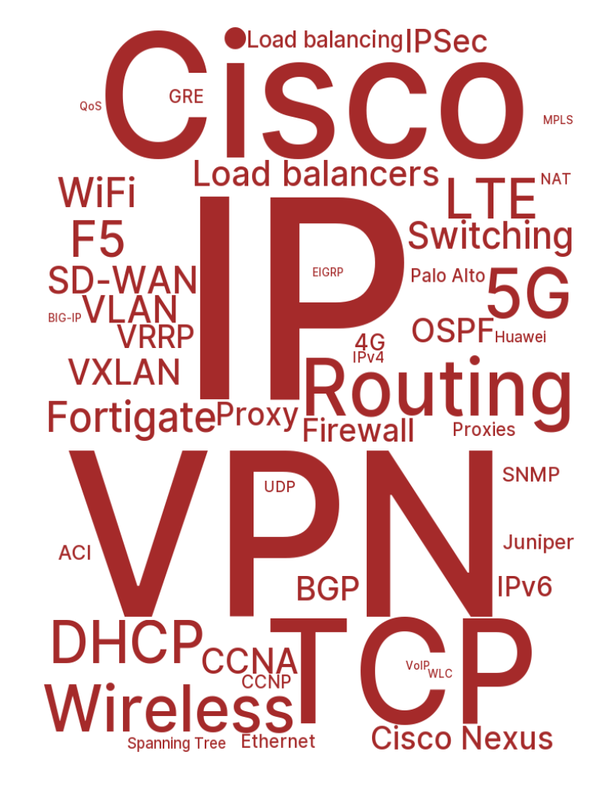 Load balancing
IPSec
Cisco
GRE
QoS
MPLS
Load balancers
NAT
WiFi
LTE
IP
F5
Switching
EIGRP
Palo Alto
SD-WAN
5G
VLAN
BIG-IP
OSPF
Huawei
VRRP
4G
IPv4
VXLAN
Routing
Fortigate
Proxy
Firewall
Proxies
VPN
SNMP
UDP
Juniper
ACI
BGP
IPv6
DHCP
TCP
CCNA
VoIP
WLC
CCNP
Wireless
Spanning Tree
Ethernet
Cisco Nexus